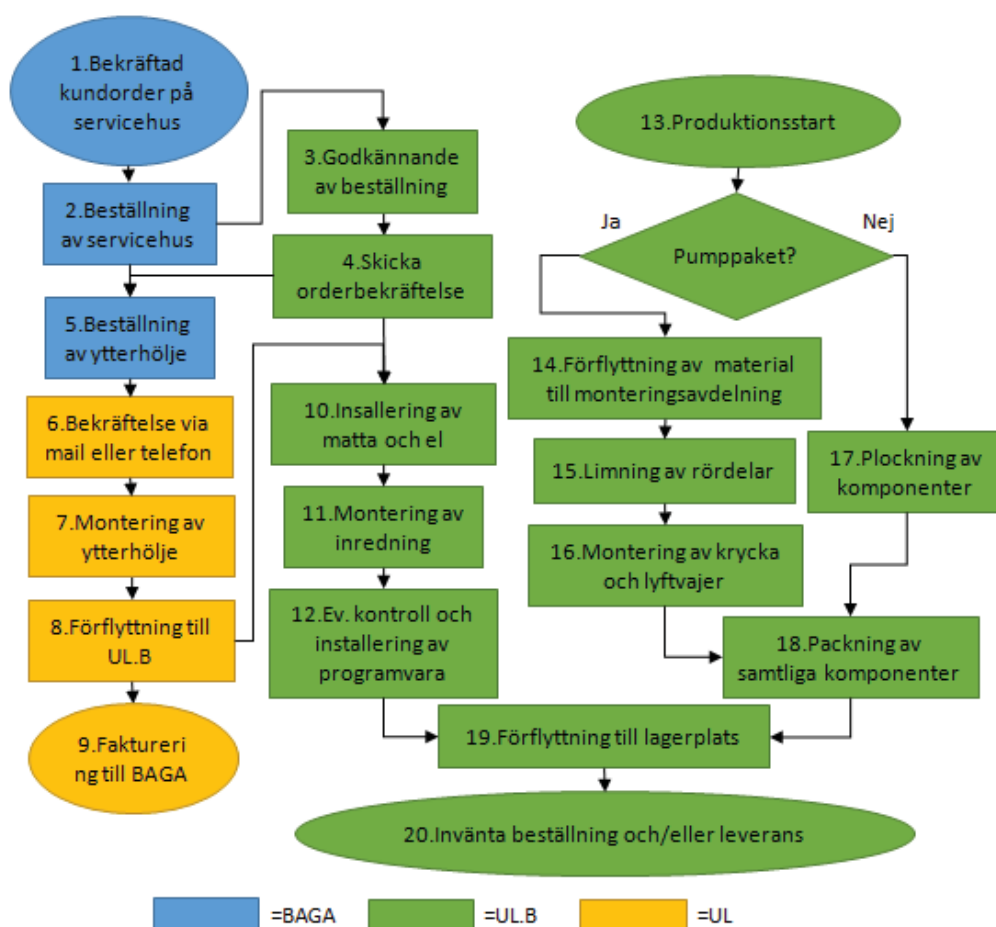 1.Bekräftad
kundorder på
servicehus
2.Beställning
av servicehus
3.Godkännande
av beställning
4.Skicka
orderbekräftelse
5.Beställning
av ytterhölje
6.Bekräftelse via
mail eller telefon
7.Montering av
ytterhölje
8.Förflyttning till
UL.B
9.Faktureri
ng till BAGA
10.Insallering av
matta och el
11.Montering av
inredning
12.Ev. kontroll och
installering av
programvara
13.Produktionsstart
Pumppaket?
Ja
Nej
14.Förflyttning av material
till monteringsavdelning
15.Limning av rördelar
16.Montering av krycka
och lyftvajer
17.Plockning av
komponenter
18.Packning av
samtliga komponenter
19.Förflyttning till lagerplats
20.Invänta beställning och/eller leverans
=BAGA
=UL.B
=UL